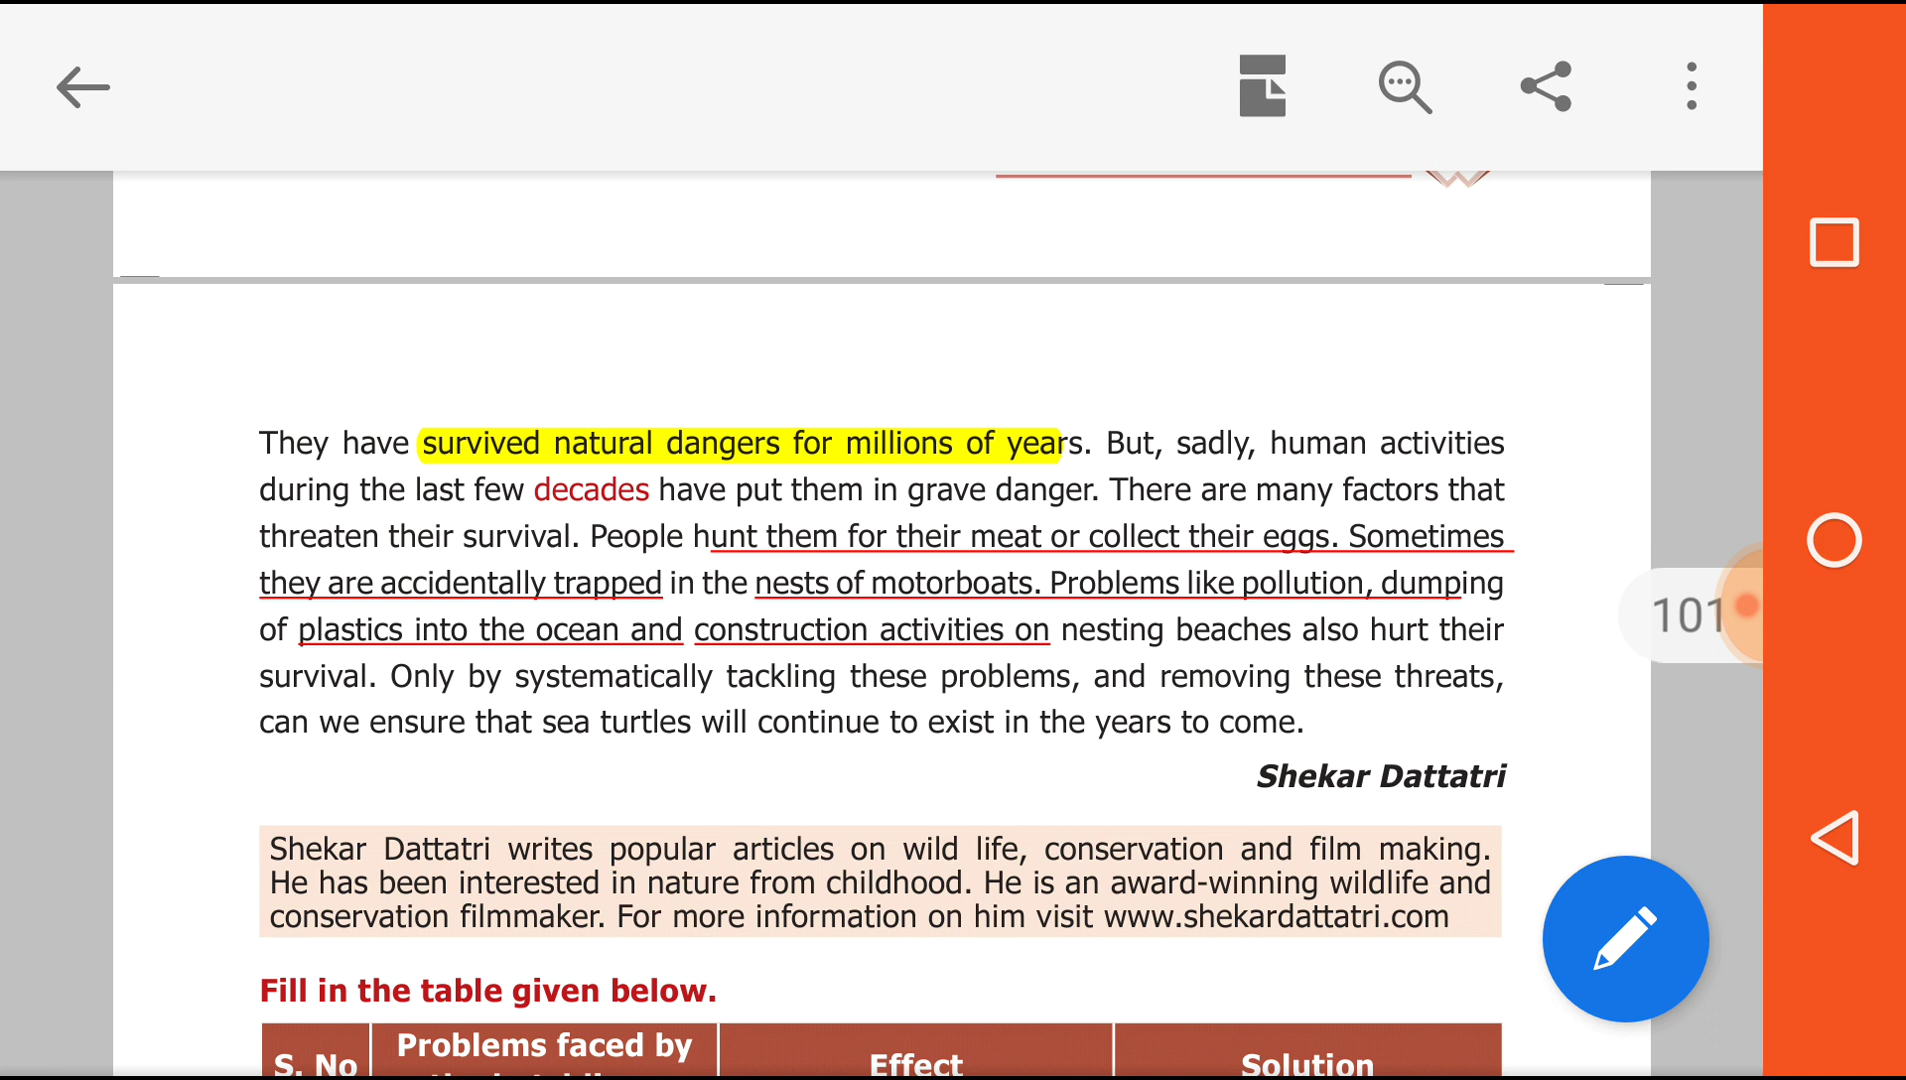 They have survived natural dangers for millions of years. But, sadly, human activities
during the last few decades have put them in grave danger. There are many factors that
threaten their survival. People hunt them for their meat or collect their eggs. Sometimes
they are accidentally trapped in the nests of motorboats. Problems like pollution, dumping
of plastics into the ocean and construction activities on nesting beaches also hurt their
survival. Only by systematically tackling these problems, and removing these threats,
can we ensure that sea turtles will continue to exist in the years to come.
101
Shekar Dattatri
Shekar Dattatri writes popular articles on wild life, conservation and film making.
He has been interested in nature from childhood. He is an award-winning wildlife and
conservation filmmaker. For more information on him visit www.shekardattatri.com
Fill in the table given below.
S. No Problems faced by Effect Solution